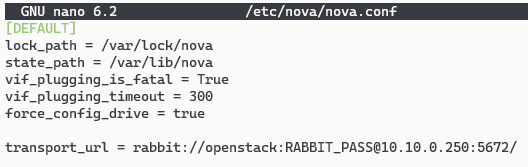 GNU nano 6.2 /etc/nova/nova.conf
[DEFAULT]
lock_path = /var/lock/nova
state_path = /var/lib/nova
vif_plugging_is_fatal = True
vif_plugging_timeout = 300
force_config_drive = true
transport_url = rabbit://openstack:RABBIT_PASS@10.10.0.250:5672/